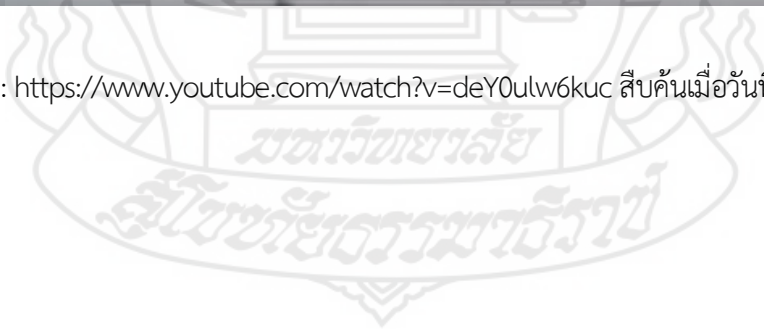 : https://www.youtube.com/watch?v=deY0ulw6kuc สืบค้นเมื่อวันที่
มหาวิทยาลัย
สุโขทัยธรรมาธิราช